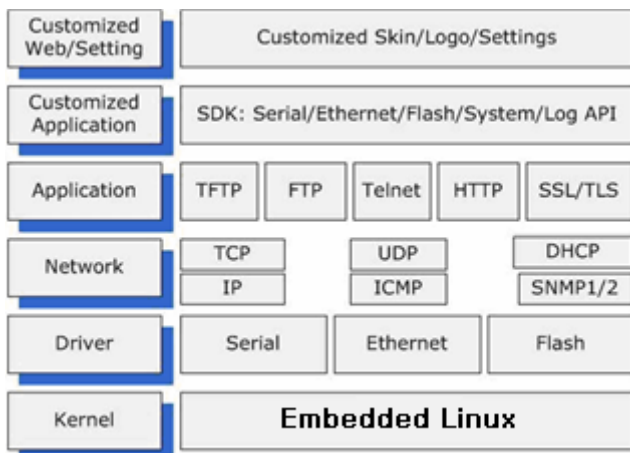 Customized
Web/Setting
Customized Skin/Logo/Settings
Customized
Application
SDK: Serial/Ethernet/Flash/System/Log API
Application
TFTP
FTP
Telnet
HTTP
SSL/TLS
Network
TCP
UDP
DHCP
IP
ICMP
SNMP1/2
Driver
Serial
Ethernet
Flash
Kernel
Embedded Linux